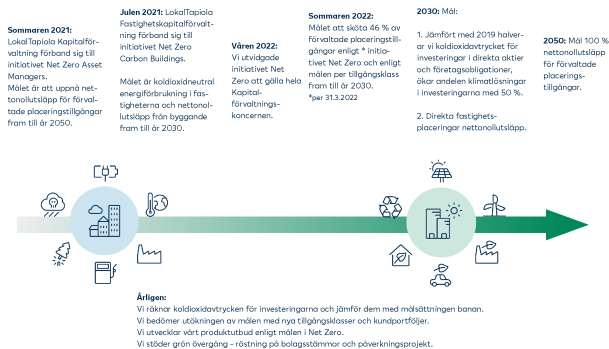 Sommaren 2021:
LokalTapiola Kapitalför-
valtning förband sig till
initiativet Net Zero Asset
Managers.
Målet är att uppnå net-
tonollutsläpp för förval-
tade placeringstillgångar
fram till år 2050.
Julen 2021: LokalTapiola
Fastighetskapitalförvalt-
ning förband sig till
initiativet Net Zero
Carbon Buildings.
Målet är koldioxidneutral
energiförbrukning i fas-
tigheterna och nettonol-
lutsläpp från byggande
fram till år 2030.
Våren 2022:
Vi utvidgade
initiativet Net
Zero att gälla hela
Kapital-
förvaltnings-
koncernen.
Sommaren 2022:
Målet att sköta 46 % av
förvaltade placeringstill-
gångar enligt * initia-
tivet Net Zero och enligt
målen per tillgångsklass
fram till år 2030.
*per 31.3.2022
2030: Mål:
1. Jämfört med 2019 halver-
ar vi koldioxidavtrycket för
investeringar i direkta aktier
och företagsobligationer,
ökar andelen klimatlösningar
i investeringarna med 50 %.
2. Direkta fastighets-
placeringar nettonollutsläpp.
2050: Mål 100 %
nettonollutsläpp
för förvaltade
placerings-
tillgångar.
Årligen:
Vi räknar koldioxidavtrycken för investeringarna och jämför dem med målsättningen banan.
Vi bedömer utökningen av målen med nya tillgångsklasser och kundportföljer.
Vi utvecklar vårt produktutbud enligt målen i Net Zero.
Vi stöder grön övergång - röstning på bolagsstämmor och påverkningsprojekt.